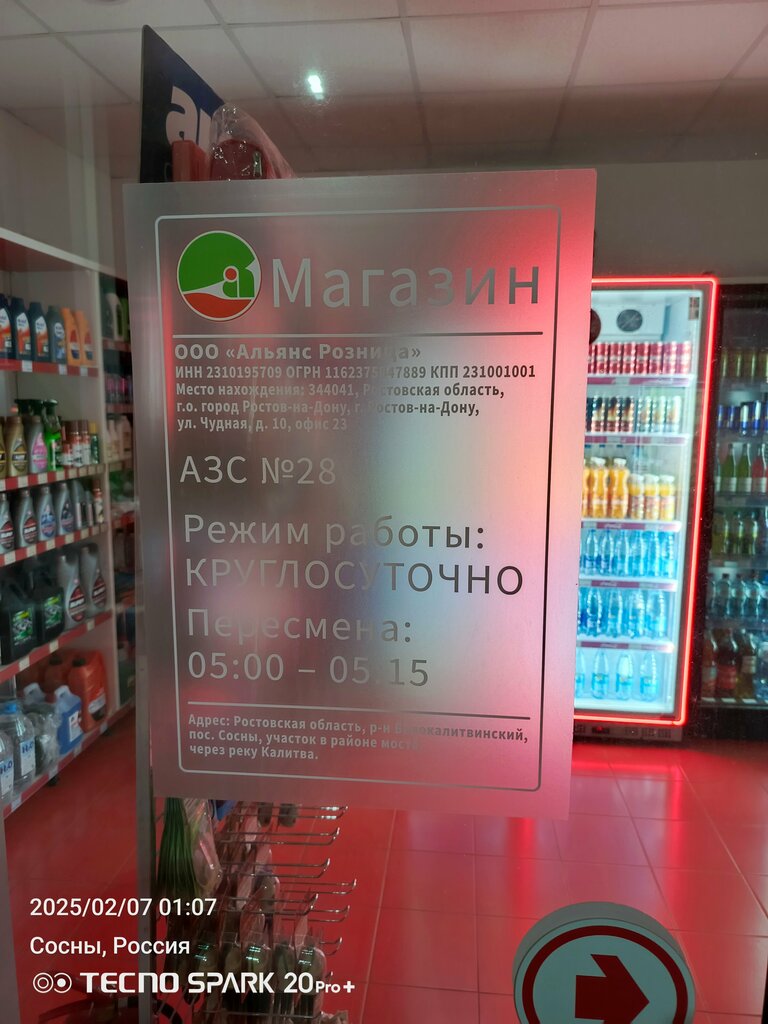 Магазин
ООО «Альянс Розница»
ИНН 2310195709 ОГРН 1162375047889 КПП 231001001
Место нахождения: 344041, Ростовская область,
г.о. город Ростов-на-Дону, г. Ростов-на-Дону,
ул. Чудная, д. 10, офис 23
АЗС №28
Режим работы:
КРУГЛОСУТОЧНО
Пересмена:
05:00 – 05:15
Адрес: Ростовская область, р-н Белокалитвинский,
пос. Сосны, участок в районе моста
через реку Калитва.
2025/02/07 01:07
Сосны, Россия
TECNO SPARK 20Pro+